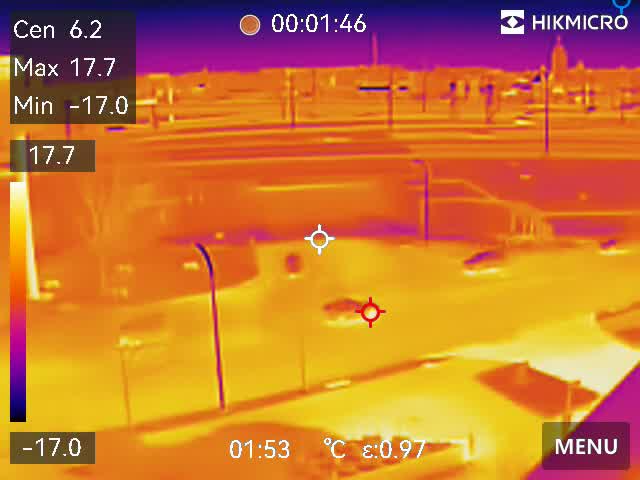 Cen 6.2
Max 17.7
Min -17.0
00:01:46
HIKMICRO
17.7
-17.0
01:53 °C ε:0.97
MENU